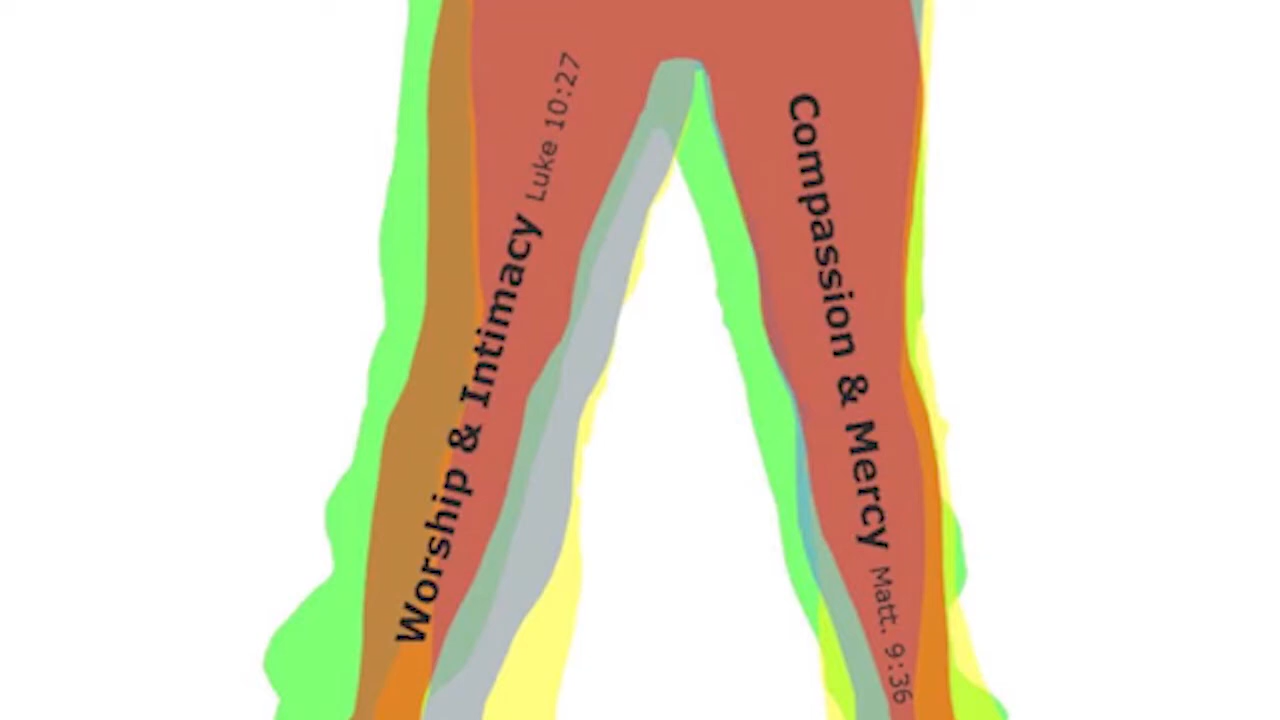 Worship & Intimacy Luke 10:27
Compassion & Mercy Matt. 9:36